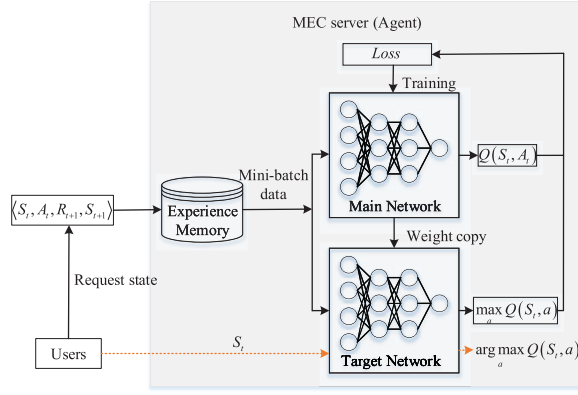 MEC server (Agent)
Loss
Training
Q(S_t, A_t)
Mini-batch
data
⟨S_t, A_t, R_{t+1}, S_{t+1}⟩
Experience
Memory
Main Network
Weight copy
Request state
max_a Q(S_t, a)
Users
S_t
Target Network
arg max_a Q(S_t, a)